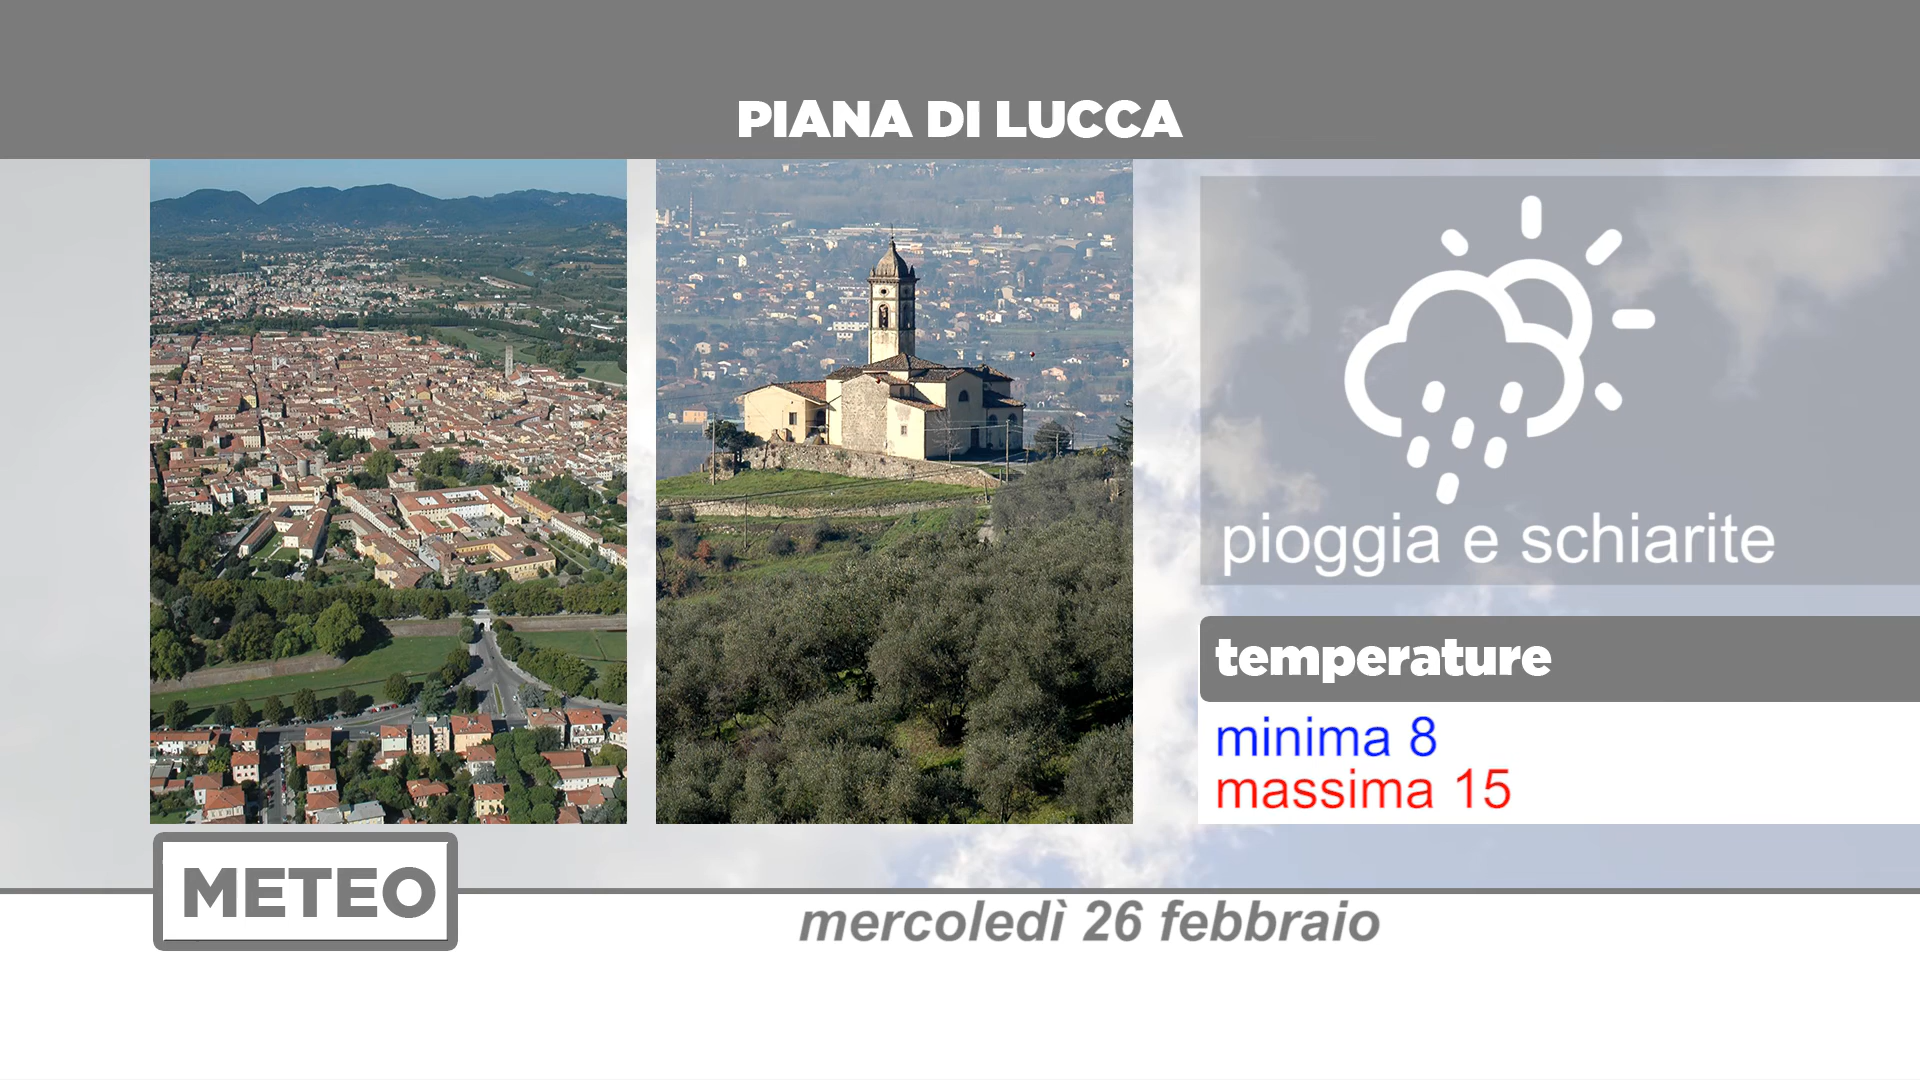 PIANA DI LUCCA
pioggia e schiarite
temperature
minima 8
massima 15
METEO
mercoledì 26 febbraio